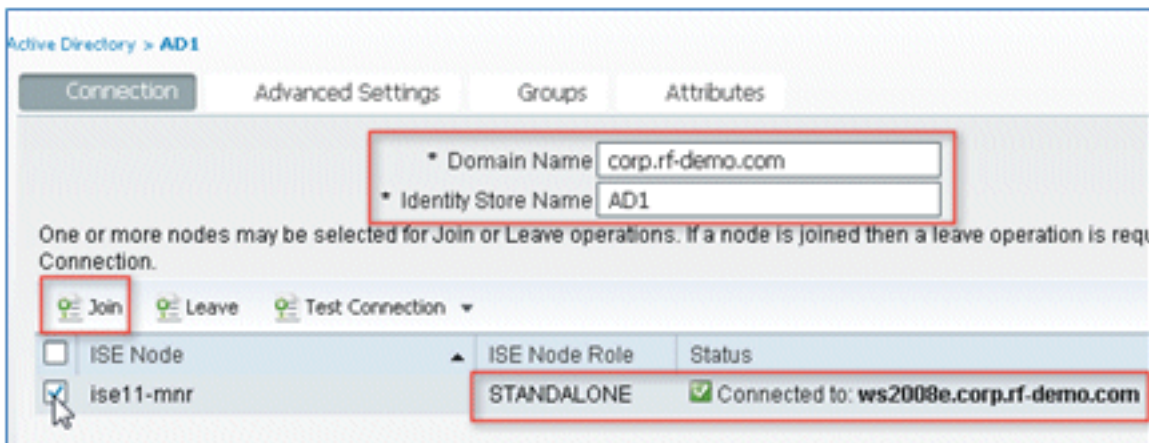 Active Directory > AD1
Connection Advanced Settings Groups Attributes
* Domain Name corp.rf-demo.com
* Identity Store Name AD1
One or more nodes may be selected for Join or Leave operations. If a node is joined then a leave operation is
Connection.
Join Leave Test Connection
ISE Node ISE Node Role Status
ise11-mnr STANDALONE Connected to: ws2008e.corp.rf-demo.com